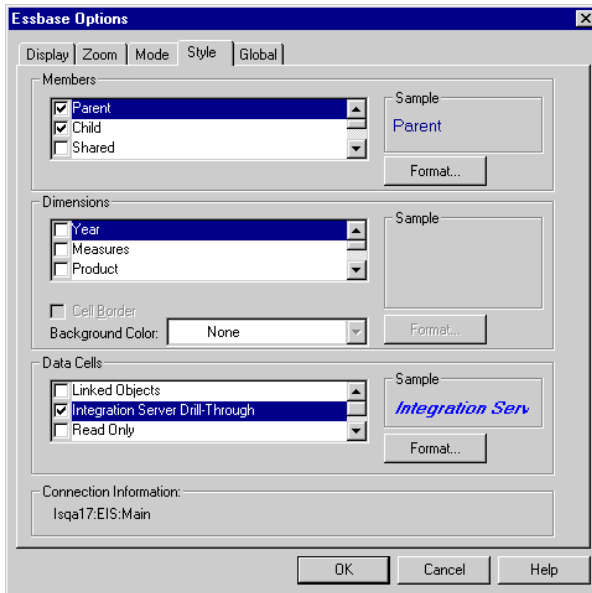 Essbase Options
Display Zoom Mode Style Global
Members
Parent
Child
Shared
Sample
Parent
Format...
Dimensions
Year
Measures
Product
Sample
Cell Border
Background Color: None
Format...
Data Cells
Linked Objects
Integration Server Drill-Through
Read Only
Sample
Integration Serv
Format...
Connection Information:
lsqa17:EIS:Main
OK Cancel Help